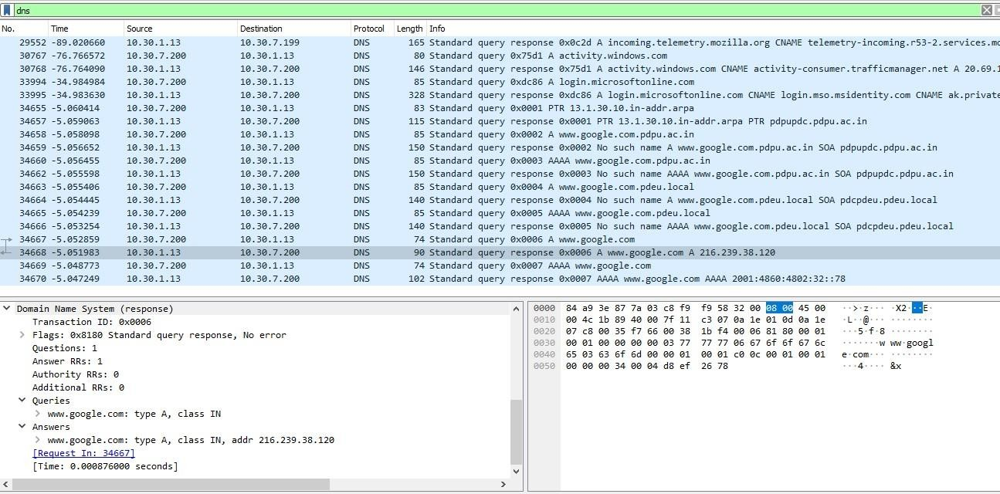 dns
No. Time Source Destination Protocol Length Info
29552 -89.020660 10.30.1.13 10.30.7.199 DNS 165 Standard query response 0x0c2d A incoming.telemetry.mozilla.org CNAME telemetry-incoming.r53-2.services.mo
30767 -76.766572 10.30.7.200 10.30.1.13 DNS 80 Standard query 0x75d1 A activity.windows.com
30768 -76.764090 10.30.1.13 10.30.7.200 DNS 146 Standard query response 0x75d1 A activity.windows.com CNAME activity-consumer.trafficmanager.net A 20.69.1
33994 -34.984984 10.30.7.200 10.30.1.13 DNS 85 Standard query 0xdc86 A login.microsoftonline.com
33995 -34.983630 10.30.1.13 10.30.7.200 DNS 328 Standard query response 0xdc86 A login.microsoftonline.com CNAME login.mso.msidentity.com CNAME ak.private
34655 -5.060414 10.30.7.200 10.30.1.13 DNS 83 Standard query 0x0001 PTR 13.1.30.10.in-addr.arpa
34657 -5.059063 10.30.1.13 10.30.7.200 DNS 115 Standard query response 0x0001 PTR 13.1.30.10.in-addr.arpa PTR pdpupdc.pdpu.ac.in
34658 -5.058098 10.30.7.200 10.30.1.13 DNS 85 Standard query 0x0002 A www.google.com.pdpu.ac.in
34659 -5.056652 10.30.1.13 10.30.7.200 DNS 150 Standard query response 0x0002 No such name A www.google.com.pdpu.ac.in SOA pdpupdc.pdpu.ac.in
34660 -5.056455 10.30.7.200 10.30.1.13 DNS 85 Standard query 0x0003 AAAA www.google.com.pdpu.ac.in
34662 -5.055598 10.30.1.13 10.30.7.200 DNS 150 Standard query response 0x0003 No such name AAAA www.google.com.pdpu.ac.in SOA pdpupdc.pdpu.ac.in
34663 -5.055406 10.30.7.200 10.30.1.13 DNS 85 Standard query 0x0004 A www.google.com.pdeu.local
34664 -5.054445 10.30.1.13 10.30.7.200 DNS 140 Standard query response 0x0004 No such name A www.google.com.pdeu.local SOA pdcpdeu.pdeu.local
34665 -5.054239 10.30.7.200 10.30.1.13 DNS 85 Standard query 0x0005 AAAA www.google.com.pdeu.local
34666 -5.053254 10.30.1.13 10.30.7.200 DNS 140 Standard query response 0x0005 No such name AAAA www.google.com.pdeu.local SOA pdcpdeu.pdeu.local
34667 -5.052859 10.30.7.200 10.30.1.13 DNS 74 Standard query 0x0006 A www.google.com
34668 -5.051983 10.30.1.13 10.30.7.200 DNS 90 Standard query response 0x0006 A www.google.com A 216.239.38.120
34669 -5.048773 10.30.7.200 10.30.1.13 DNS 74 Standard query 0x0007 AAAA www.google.com
34670 -5.047249 10.30.1.13 10.30.7.200 DNS 102 Standard query response 0x0007 AAAA www.google.com AAAA 2001:4860:4802:32::78
Domain Name System (response)
Transaction ID: 0x0006
Flags: 0x8180 Standard query response, No error
Questions: 1
Answer RRs: 1
Authority RRs: 0
Additional RRs: 0
Queries
www.google.com: type A, class IN
Answers
www.google.com: type A, class IN, addr 216.239.38.120
[Request In: 34667]
[Time: 0.000876000 seconds]
0000 84 a9 3e 87 7a 03 c8 f9 f9 58 32 00 08 00 45 00 ··>·z··· ·X2···E·
0010 00 4c 1b 89 40 00 7f 11 c3 07 0a 1e 01 0d 0a 1e ·L··@··· ········
0020 07 c8 00 35 f7 66 00 38 1b f4 00 06 81 80 00 01 ···5·f·8 ········
0030 00 01 00 00 00 00 03 77 77 77 06 67 6f 6f 67 6c ·······w ww·googl
0040 65 03 63 6f 6d 00 00 01 00 01 c0 0c 00 01 00 01 e·com··· ········
0050 00 00 00 34 00 04 d8 ef 26 78 ···4···· &x